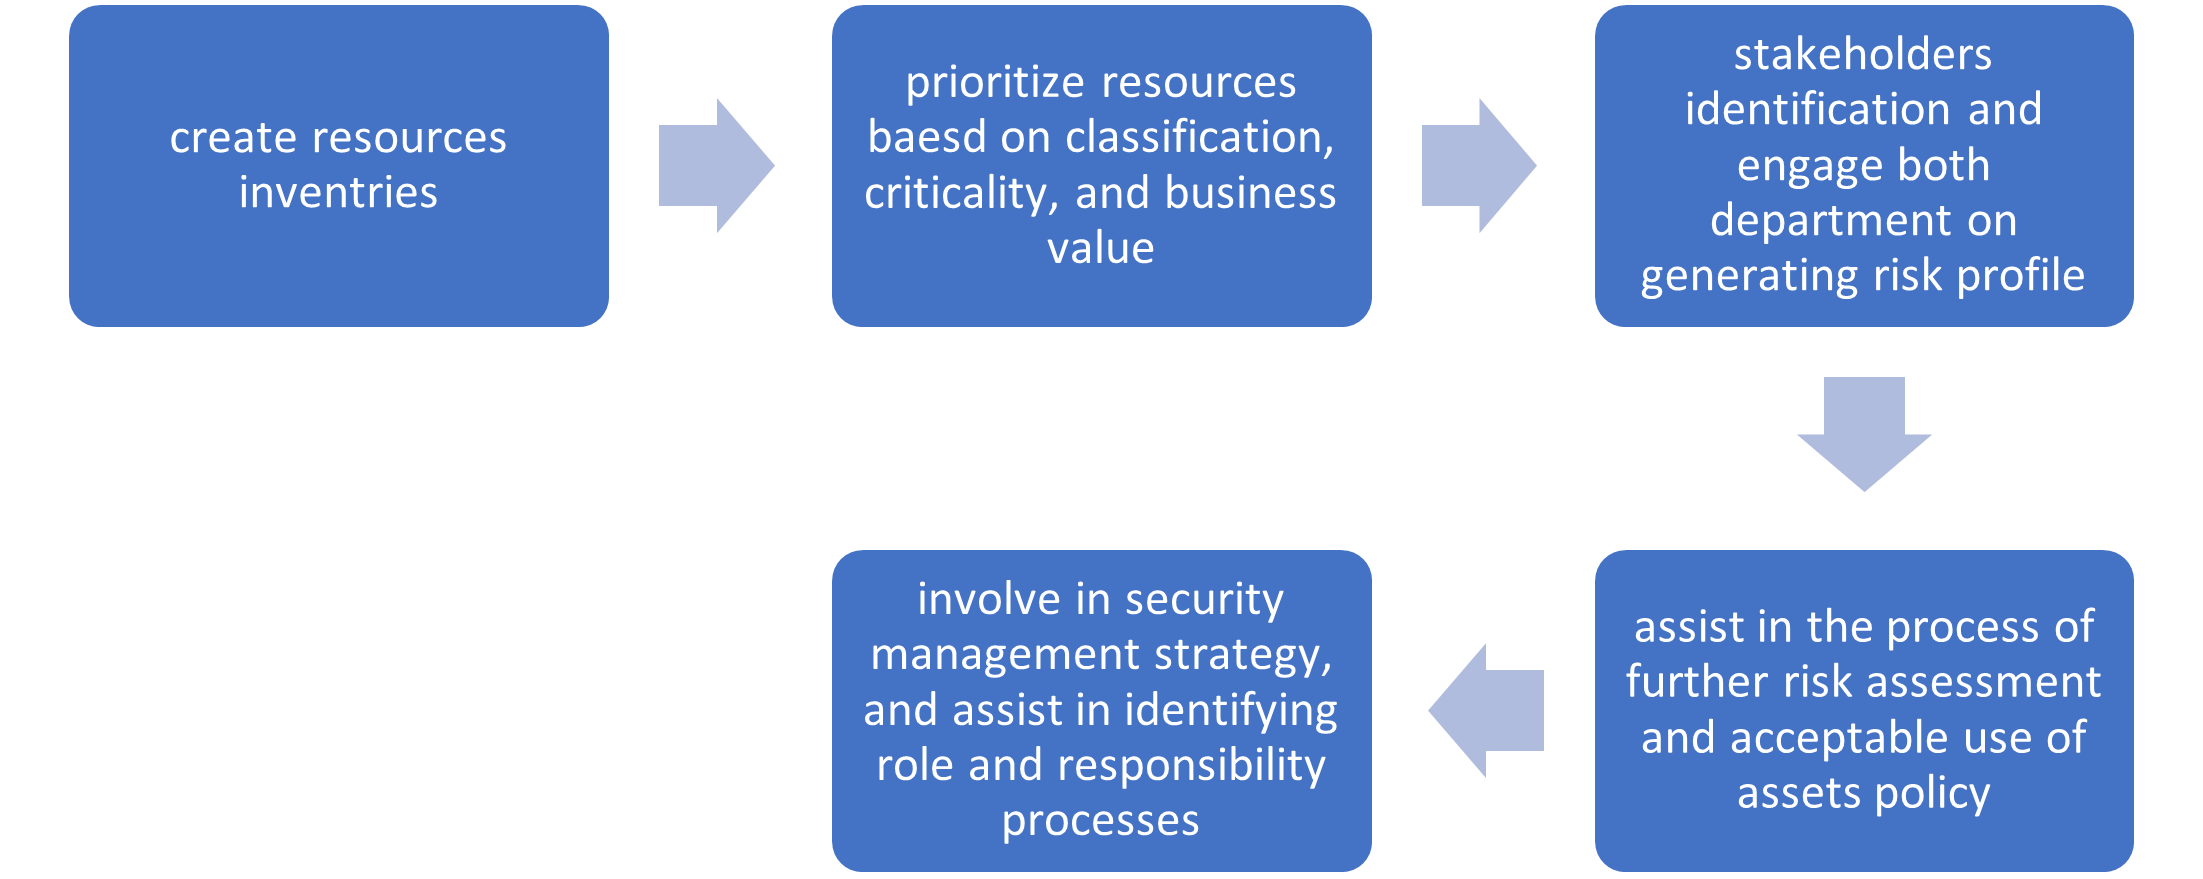 create resources
inventries
prioritize resources
baesd on classification,
criticality, and business
value
stakeholders
identification and
engage both
department on
generating risk profile
assist in the process of
further risk assessment
and acceptable use of
assets policy
involve in security
management strategy,
and assist in identifying
role and responsibility
processes